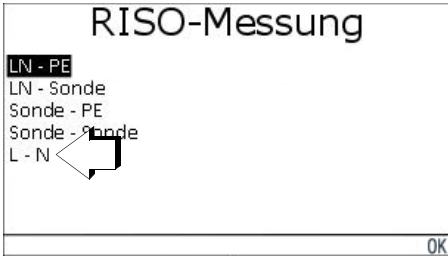 RISO-Messung
LN - PE
LN - Sonde
Sonde - PE
Sonde - Sonde
L - N
OK